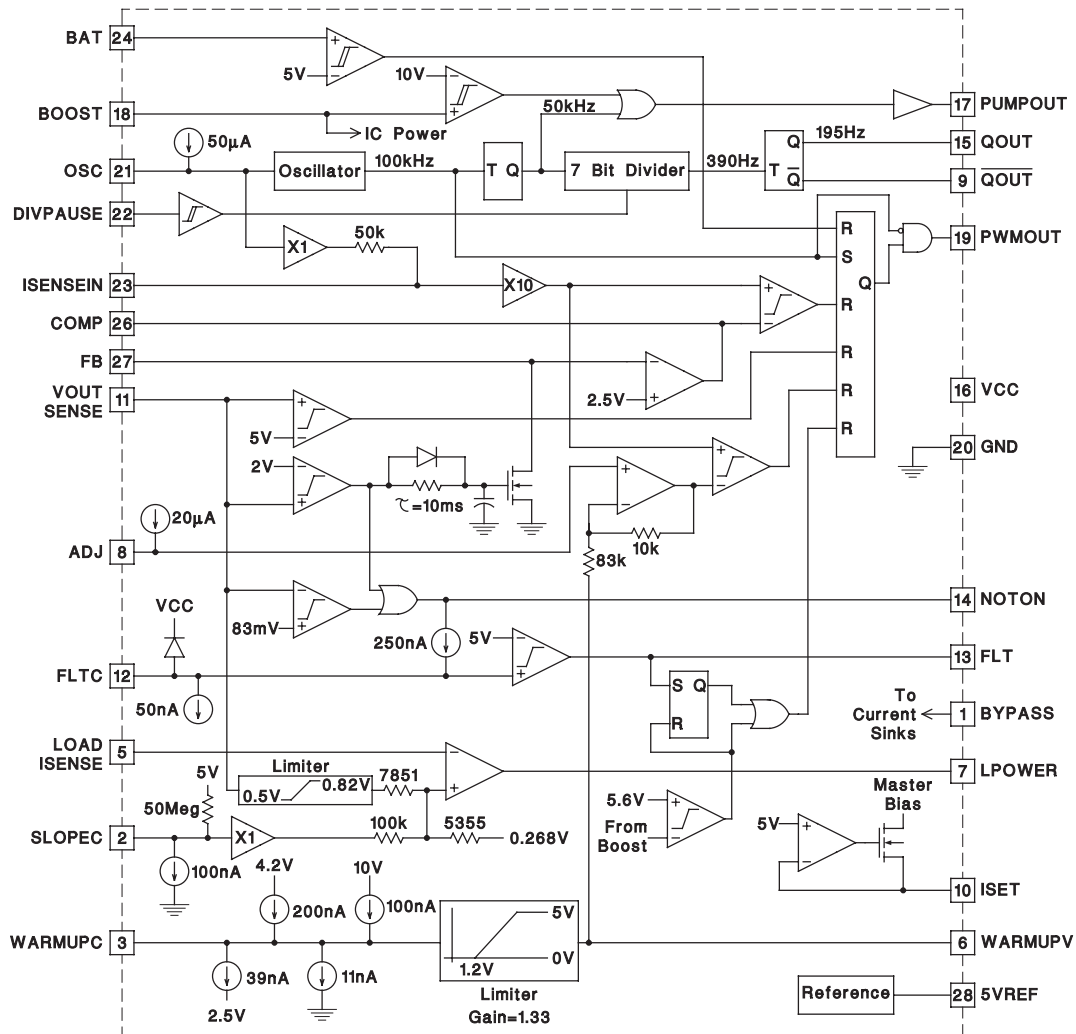 BAT 24
5V
10V
BOOST 18
IC Power
50kHz
17 PUMPOUT
50µA
195Hz
15 QOUT
OSC 21
Oscillator
100kHz
T Q
7 Bit Divider
390Hz
T Q Q
9 QOUT
DIVPAUSE 22
X1
50k
R
S
Q
R
R
R
R
19 PWMOUT
ISENSEIN 23
X10
COMP 26
FB 27
2.5V
VOUT
SENSE
11
5V
16 VCC
20 GND
2V
τ=10ms
20µA
ADJ 8
10k
83k
VCC
83mV
250nA
14 NOTON
5V
FLTC 12
13 FLT
50nA
S Q
R
To
Current
Sinks
1 BYPASS
LOAD
ISENSE
5
Limiter
0.5V
0.82V
7851
7 LPOWER
5V
50Meg
Master
Bias
5.6V
From
Boost
5V
SLOPEC 2
X1
100k
5355
0.268V
100nA
4.2V
10V
10 ISET
200nA
100nA
WARMUPC 3
5V
0V
1.2V
6 WARMUPV
39nA
11nA
2.5V
Limiter
Gain=1.33
Reference
28 5VREF